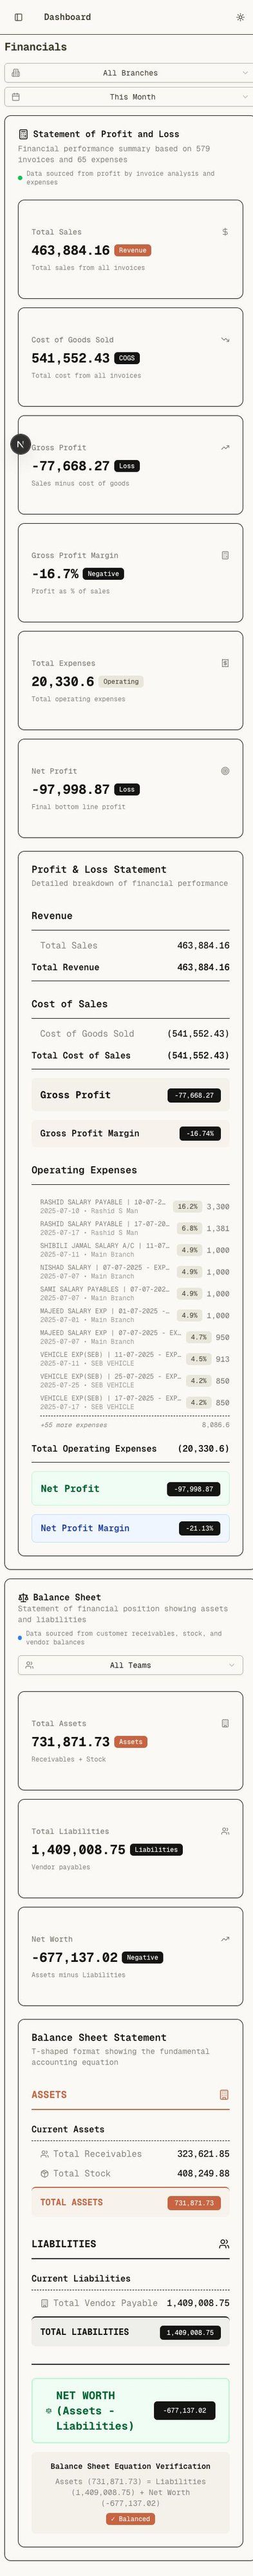 Dashboard
Financials
All Branches
This Month
Statement of Profit and Loss
Financial performance summary based on 579
invoices and 65 expenses
Data sourced from profit by invoice analysis and
expenses
Total Sales
463,884.16 Revenue
Total sales from all invoices
Cost of Goods Sold
541,552.43 COGS
Total cost from all invoices
N
Gross Profit
-77,668.27 Loss
Sales minus cost of goods
Gross Profit Margin
-16.7% Negative
Profit as % of sales
Total Expenses
20,330.6 Operating
Total operating expenses
Net Profit
-97,998.87 Loss
Final bottom line profit
Profit & Loss Statement
Detailed breakdown of financial performance
Revenue
Total Sales 463,884.16
Total Revenue 463,884.16
Cost of Sales
Cost of Goods Sold (541,552.43)
Total Cost of Sales (541,552.43)
Gross Profit -77,668.27
Gross Profit Margin -16.74%
Operating Expenses
RASHID SALARY PAYABLE | 10-07-2… 16.2% 3,300
2025-07-10 • Rashid S Man
RASHID SALARY PAYABLE | 17-07-20… 6.8% 1,381
2025-07-17 • Rashid S Man
SHIBILI JAMAL SALARY A/C | 11-07… 4.9% 1,000
2025-07-11 • Main Branch
NISHAD SALARY | 07-07-2025 - EXP… 4.9% 1,000
2025-07-07 • Main Branch
SAMI SALARY PAYABLES | 07-07-202… 4.9% 1,000
2025-07-07 • Main Branch
MAJEED SALARY EXP | 01-07-2025 -… 4.9% 1,000
2025-07-01 • Main Branch
MAJEED SALARY EXP | 07-07-2025 - EX… 4.7% 950
2025-07-07 • Main Branch
VEHICLE EXP(SEB) | 11-07-2025 - EXP… 4.5% 913
2025-07-11 • SEB VEHICLE
VEHICLE EXP(SEB) | 25-07-2025 - EXP… 4.2% 850
2025-07-25 • SEB VEHICLE
VEHICLE EXP(SEB) | 17-07-2025 - EXP… 4.2% 850
2025-07-17 • SEB VEHICLE
+55 more expenses 8,086.6
Total Operating Expenses (20,330.6)
Net Profit -97,998.87
Net Profit Margin -21.13%
Balance Sheet
Statement of financial position showing assets
and liabilities
Data sourced from customer receivables, stock, and
vendor balances
All Teams
Total Assets
731,871.73 Assets
Receivables + Stock
Total Liabilities
1,409,008.75 Liabilities
Vendor payables
Net Worth
-677,137.02 Negative
Assets minus Liabilities
Balance Sheet Statement
T-shaped format showing the fundamental
accounting equation
ASSETS
Current Assets
Total Receivables 323,621.85
Total Stock 408,249.88
TOTAL ASSETS 731,871.73
LIABILITIES
Current Liabilities
Total Vendor Payable 1,409,008.75
TOTAL LIABILITIES 1,409,008.75
NET WORTH
(Assets -
Liabilities) -677,137.02
Balance Sheet Equation Verification
Assets (731,871.73) = Liabilities
(1,409,008.75) + Net Worth
(-677,137.02)
✓ Balanced